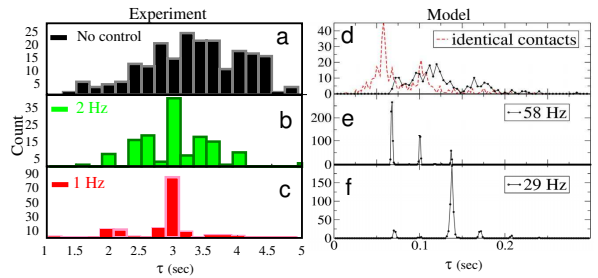 Experiment
No control
a
25
20
15
10
5
2 Hz
b
35
25
15
5
1 Hz
c
90
70
50
30
10
Count
1 1.5 2 2.5 3 3.5 4 4.5 5
τ (sec)
Model
d
identical contacts
40
30
20
10
0
e
58 Hz
200
100
0
f
29 Hz
150
100
50
0
0 0.1 0.2
τ (sec)